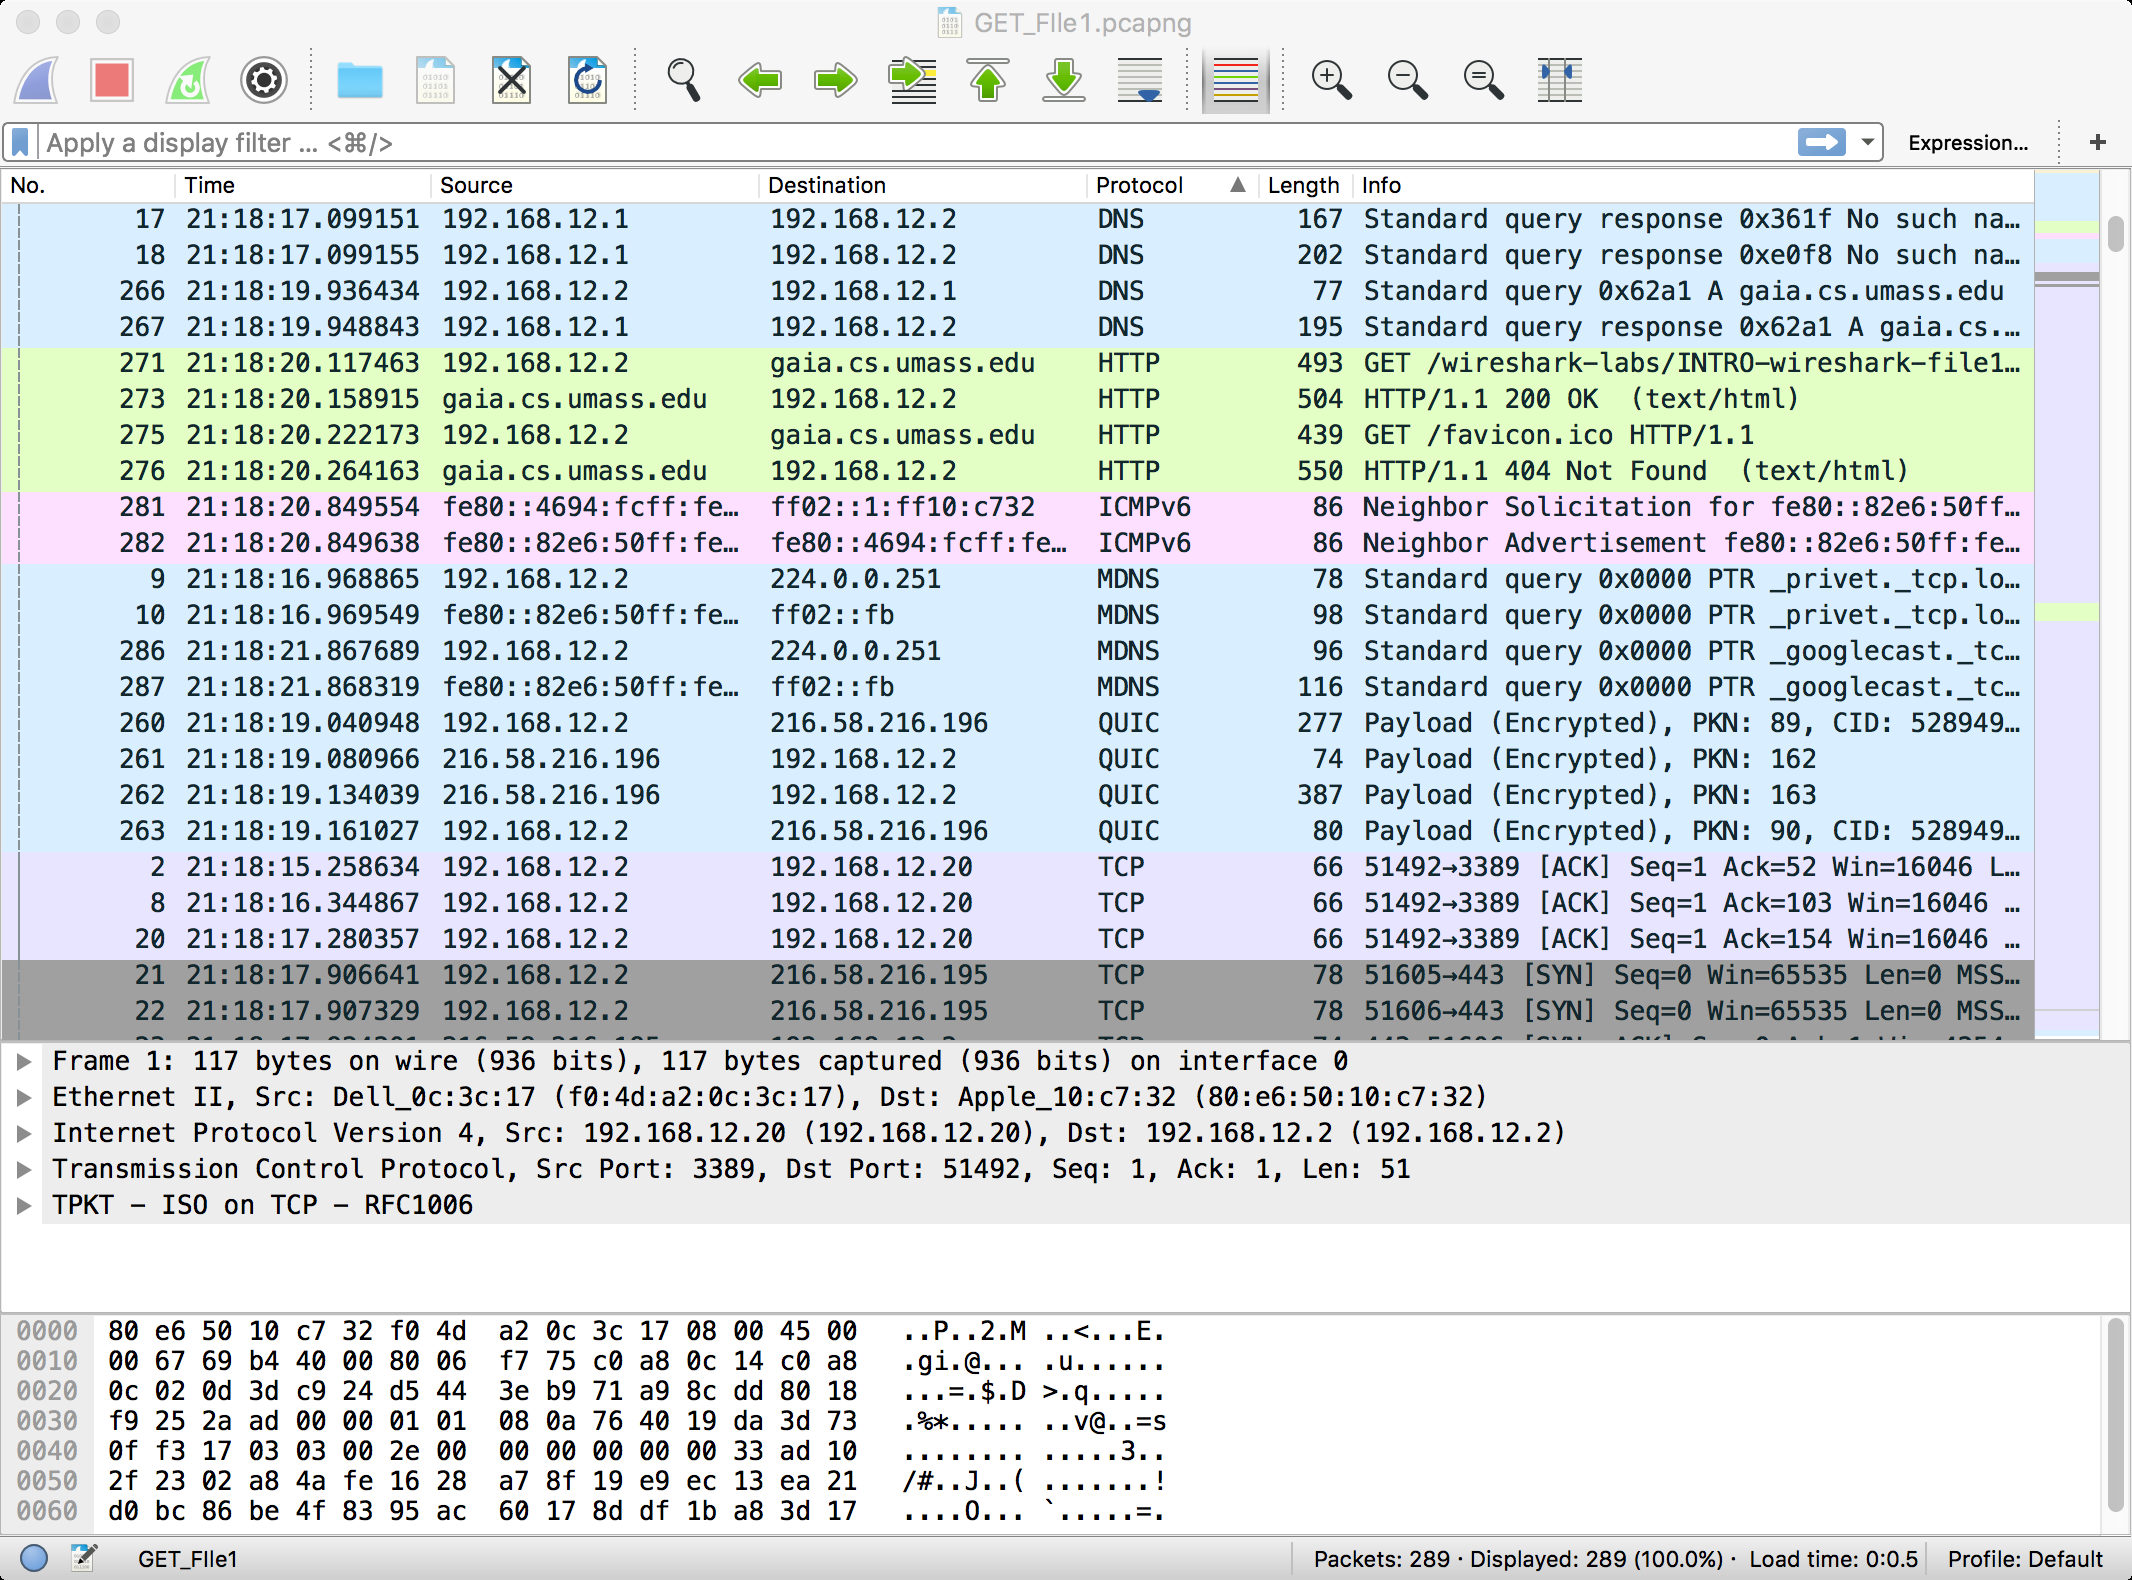 GET_FIle1.pcapng
Apply a display filter ... <⌘/>
Expression...
+
No. Time Source Destination Protocol Length Info
17 21:18:17.099151 192.168.12.1 192.168.12.2 DNS 167 Standard query response 0x361f No such na…
18 21:18:17.099155 192.168.12.1 192.168.12.2 DNS 202 Standard query response 0xe0f8 No such na…
266 21:18:19.936434 192.168.12.2 192.168.12.1 DNS 77 Standard query 0x62a1 A gaia.cs.umass.edu
267 21:18:19.948843 192.168.12.1 192.168.12.2 DNS 195 Standard query response 0x62a1 A gaia.cs.…
271 21:18:20.117463 192.168.12.2 gaia.cs.umass.edu HTTP 493 GET /wireshark-labs/INTRO-wireshark-file1…
273 21:18:20.158915 gaia.cs.umass.edu 192.168.12.2 HTTP 504 HTTP/1.1 200 OK  (text/html)
275 21:18:20.222173 192.168.12.2 gaia.cs.umass.edu HTTP 439 GET /favicon.ico HTTP/1.1
276 21:18:20.264163 gaia.cs.umass.edu 192.168.12.2 HTTP 550 HTTP/1.1 404 Not Found  (text/html)
281 21:18:20.849554 fe80::4694:fcff:fe… ff02::1:ff10:c732 ICMPv6 86 Neighbor Solicitation for fe80::82e6:50ff…
282 21:18:20.849638 fe80::82e6:50ff:fe… fe80::4694:fcff:fe… ICMPv6 86 Neighbor Advertisement fe80::82e6:50ff:fe…
9 21:18:16.968865 192.168.12.2 224.0.0.251 MDNS 78 Standard query 0x0000 PTR _privet._tcp.lo…
10 21:18:16.969549 fe80::82e6:50ff:fe… ff02::fb MDNS 98 Standard query 0x0000 PTR _privet._tcp.lo…
286 21:18:21.867689 192.168.12.2 224.0.0.251 MDNS 96 Standard query 0x0000 PTR _googlecast._tc…
287 21:18:21.868319 fe80::82e6:50ff:fe… ff02::fb MDNS 116 Standard query 0x0000 PTR _googlecast._tc…
260 21:18:19.040948 192.168.12.2 216.58.216.196 QUIC 277 Payload (Encrypted), PKN: 89, CID: 528949…
261 21:18:19.080966 216.58.216.196 192.168.12.2 QUIC 74 Payload (Encrypted), PKN: 162
262 21:18:19.134039 216.58.216.196 192.168.12.2 QUIC 387 Payload (Encrypted), PKN: 163
263 21:18:19.161027 192.168.12.2 216.58.216.196 QUIC 80 Payload (Encrypted), PKN: 90, CID: 528949…
2 21:18:15.258634 192.168.12.2 192.168.12.20 TCP 66 51492→3389 [ACK] Seq=1 Ack=52 Win=16046 L…
8 21:18:16.344867 192.168.12.2 192.168.12.20 TCP 66 51492→3389 [ACK] Seq=1 Ack=103 Win=16046 …
20 21:18:17.280357 192.168.12.2 192.168.12.20 TCP 66 51492→3389 [ACK] Seq=1 Ack=154 Win=16046 …
21 21:18:17.906641 192.168.12.2 216.58.216.195 TCP 78 51605→443 [SYN] Seq=0 Win=65535 Len=0 MSS…
22 21:18:17.907329 192.168.12.2 216.58.216.195 TCP 78 51606→443 [SYN] Seq=0 Win=65535 Len=0 MSS…
Frame 1: 117 bytes on wire (936 bits), 117 bytes captured (936 bits) on interface 0
Ethernet II, Src: Dell_0c:3c:17 (f0:4d:a2:0c:3c:17), Dst: Apple_10:c7:32 (80:e6:50:10:c7:32)
Internet Protocol Version 4, Src: 192.168.12.20 (192.168.12.20), Dst: 192.168.12.2 (192.168.12.2)
Transmission Control Protocol, Src Port: 3389, Dst Port: 51492, Seq: 1, Ack: 1, Len: 51
TPKT – ISO on TCP – RFC1006
0000 80 e6 50 10 c7 32 f0 4d a2 0c 3c 17 08 00 45 00 ..P..2.M ..<...E.
0010 00 67 69 b4 40 00 80 06 f7 75 c0 a8 0c 14 c0 a8 .gi.@... .u......
0020 0c 02 0d 3d c9 24 d5 44 3e b9 71 a9 8c dd 80 18 ...=.$.D >.q.....
0030 f9 25 2a ad 00 00 01 01 08 0a 76 40 19 da 3d 73 .%*..... ..v@..=s
0040 0f f3 17 03 03 00 2e 00 00 00 00 00 00 33 ad 10 ........ .....3..
0050 2f 23 02 a8 4a fe 16 28 a7 8f 19 e9 ec 13 ea 21 /#..J..( .......!
0060 d0 bc 86 be 4f 83 95 ac 60 17 8d df 1b a8 3d 17 ....O... `.....=.
GET_FIle1 Packets: 289 · Displayed: 289 (100.0%) · Load time: 0:0.5 Profile: Default